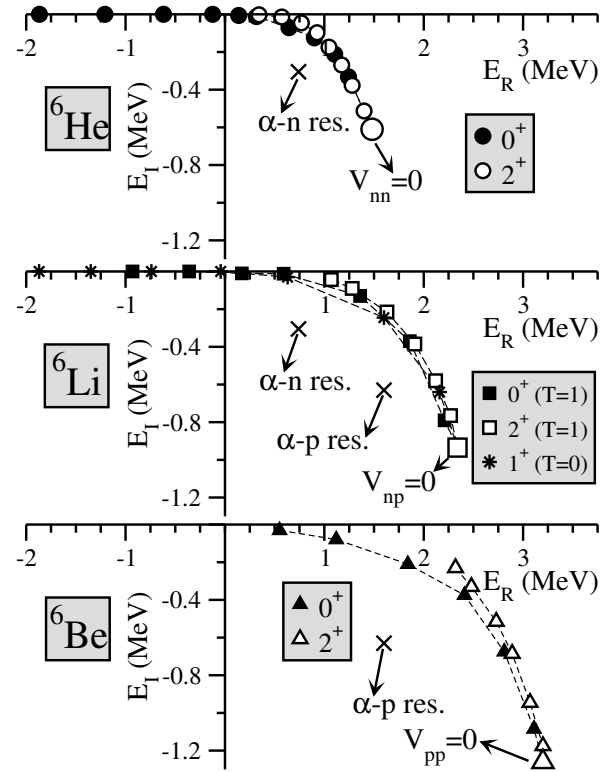 -2 -1 1 2 3
E_R (MeV)
E_I (MeV)
-0.4
-0.8
-1.2
⁶He
α-n res.
V_nn=0
0⁺
2⁺
-2 -1 1 2 3
E_R (MeV)
E_I (MeV)
-0.4
-0.8
-1.2
⁶Li
α-n res.
α-p res.
V_np=0
0⁺ (T=1)
2⁺ (T=1)
1⁺ (T=0)
-2 -1 1 2 3
E_R (MeV)
E_I (MeV)
-0.4
-0.8
-1.2
⁶Be
0⁺
2⁺
α-p res.
V_pp=0